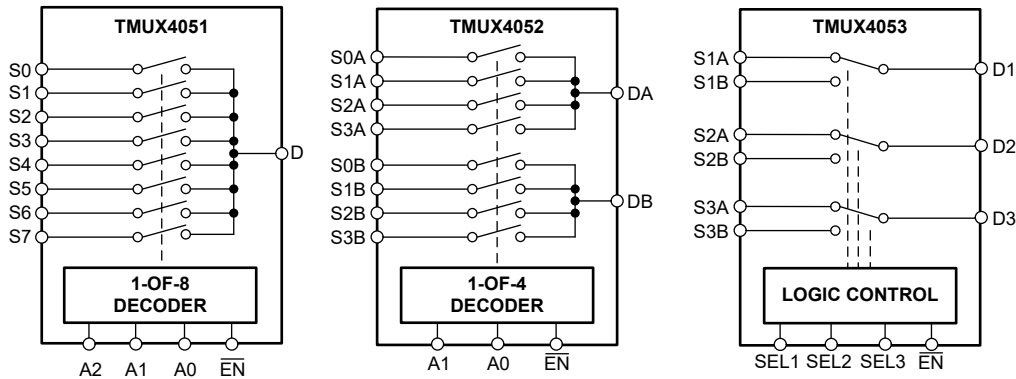 TMUX4051
S0
S1
S2
S3
S4
S5
S6
S7
D
1-OF-8
DECODER
A2 A1 A0 EN
TMUX4052
S0A
S1A
S2A
S3A
S0B
S1B
S2B
S3B
DA
DB
1-OF-4
DECODER
A1 A0 EN
TMUX4053
S1A
S1B
S2A
S2B
S3A
S3B
D1
D2
D3
LOGIC CONTROL
SEL1 SEL2 SEL3 EN